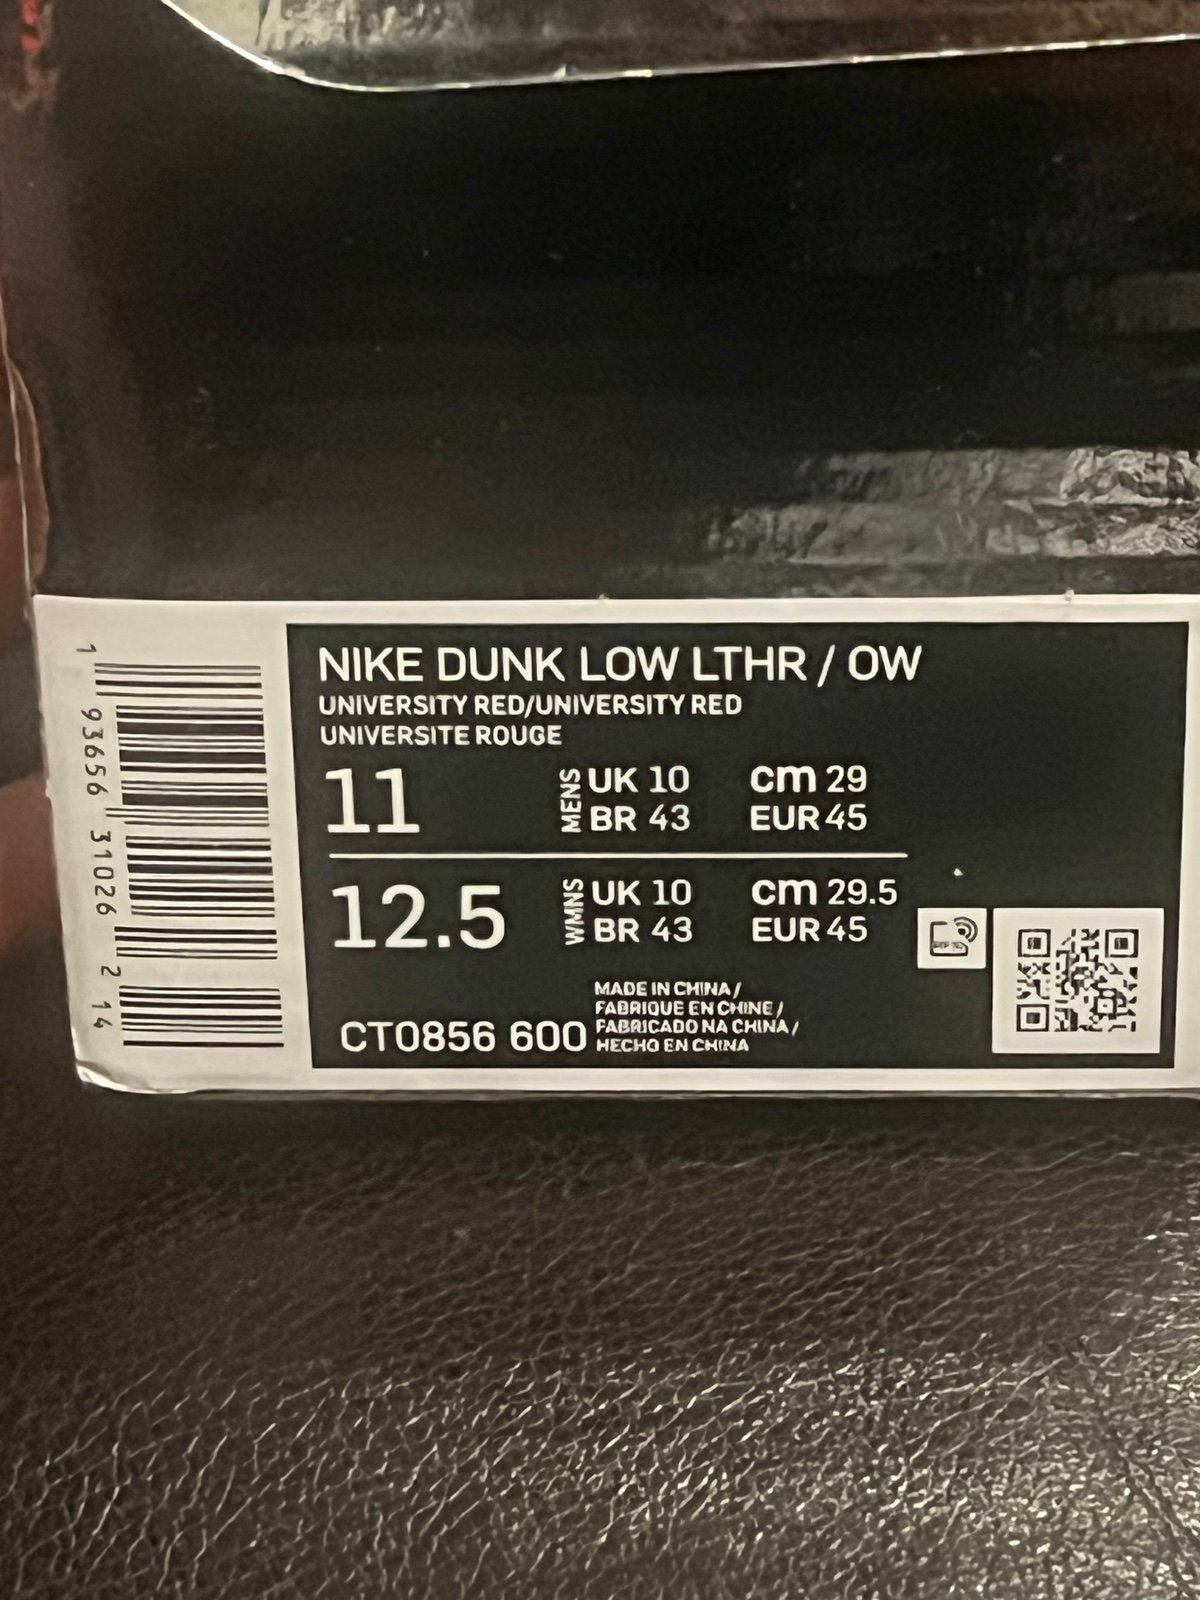 NIKE DUNK LOW LTHR / OW
UNIVERSITY RED/UNIVERSITY RED
UNIVERSITE ROUGE
11 MENS UK 10 cm 29
BR 43 EUR 45
12.5 WMNS UK 10 cm 29.5
BR 43 EUR 45
CT0856 600
MADE IN CHINA /
FABRIQUE EN CHINE /
FABRICADO NA CHINA /
HECHO EN CHINA
1 93656 31026 2 14